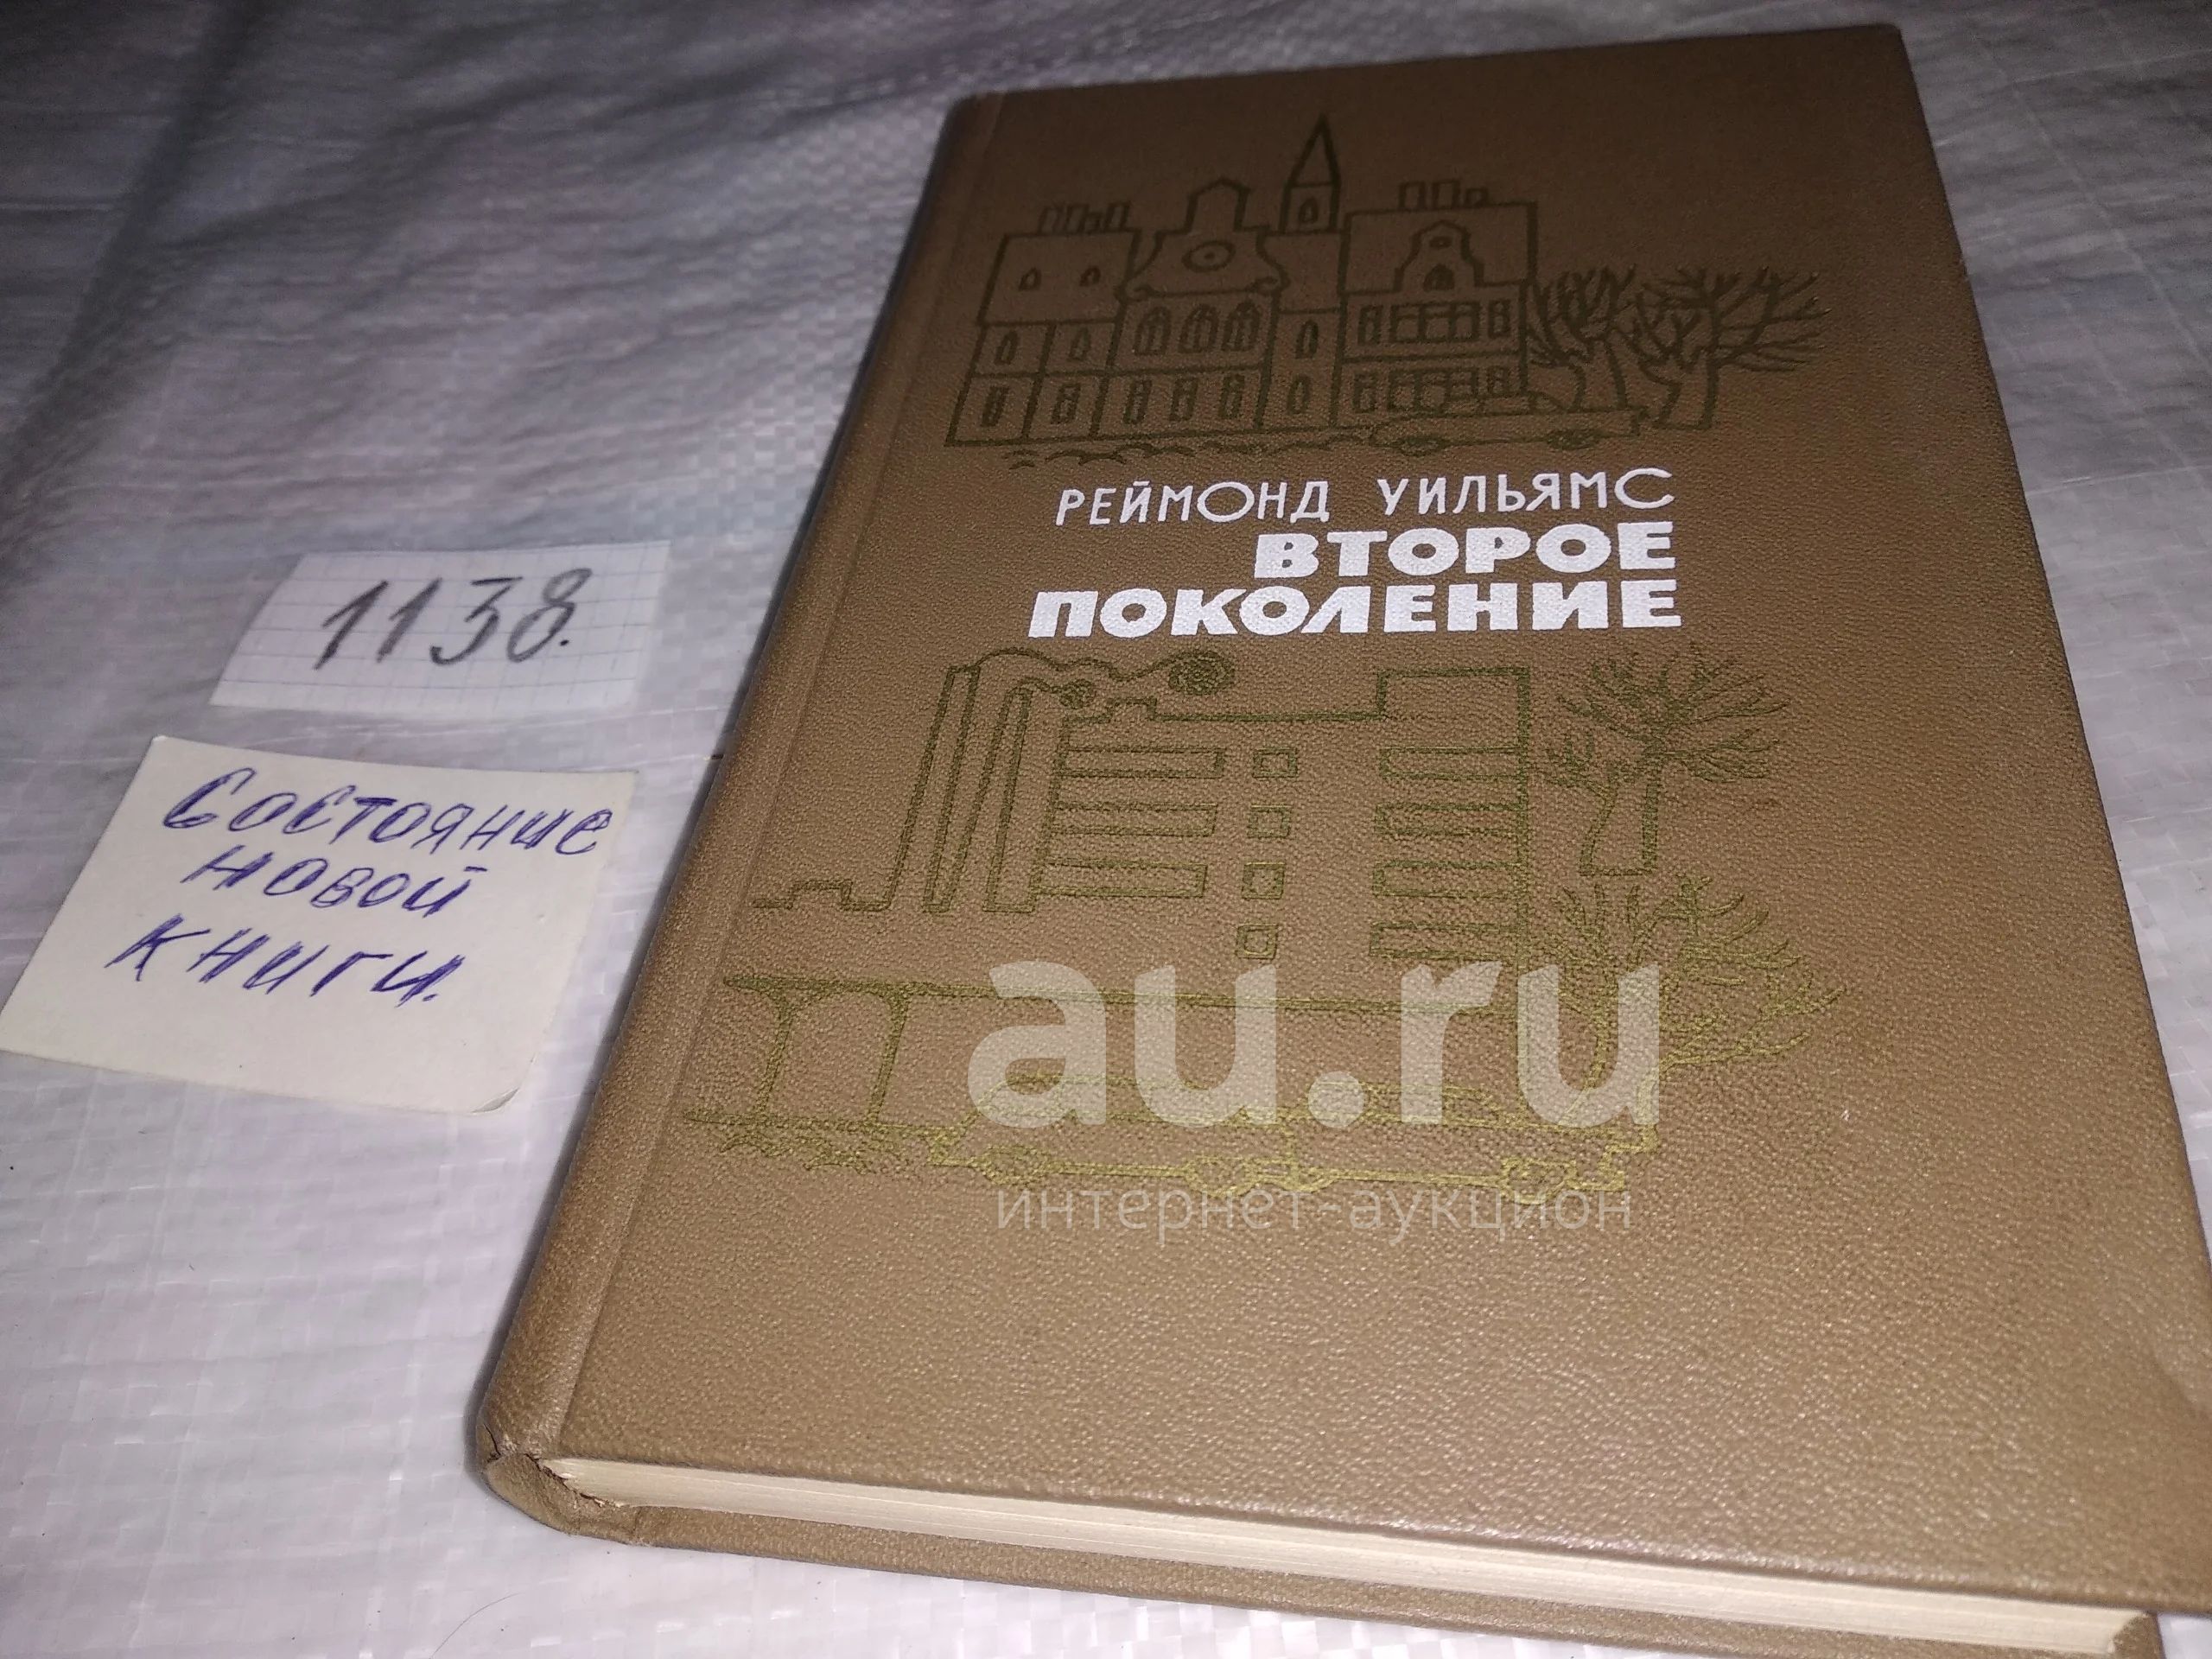 РЕЙМОНД УИЛЬЯМС
ВТОРОЕ
ПОКОЛЕНИЕ
1138.
Состояние
новой
книги.
au.ru
интернет-аукцион